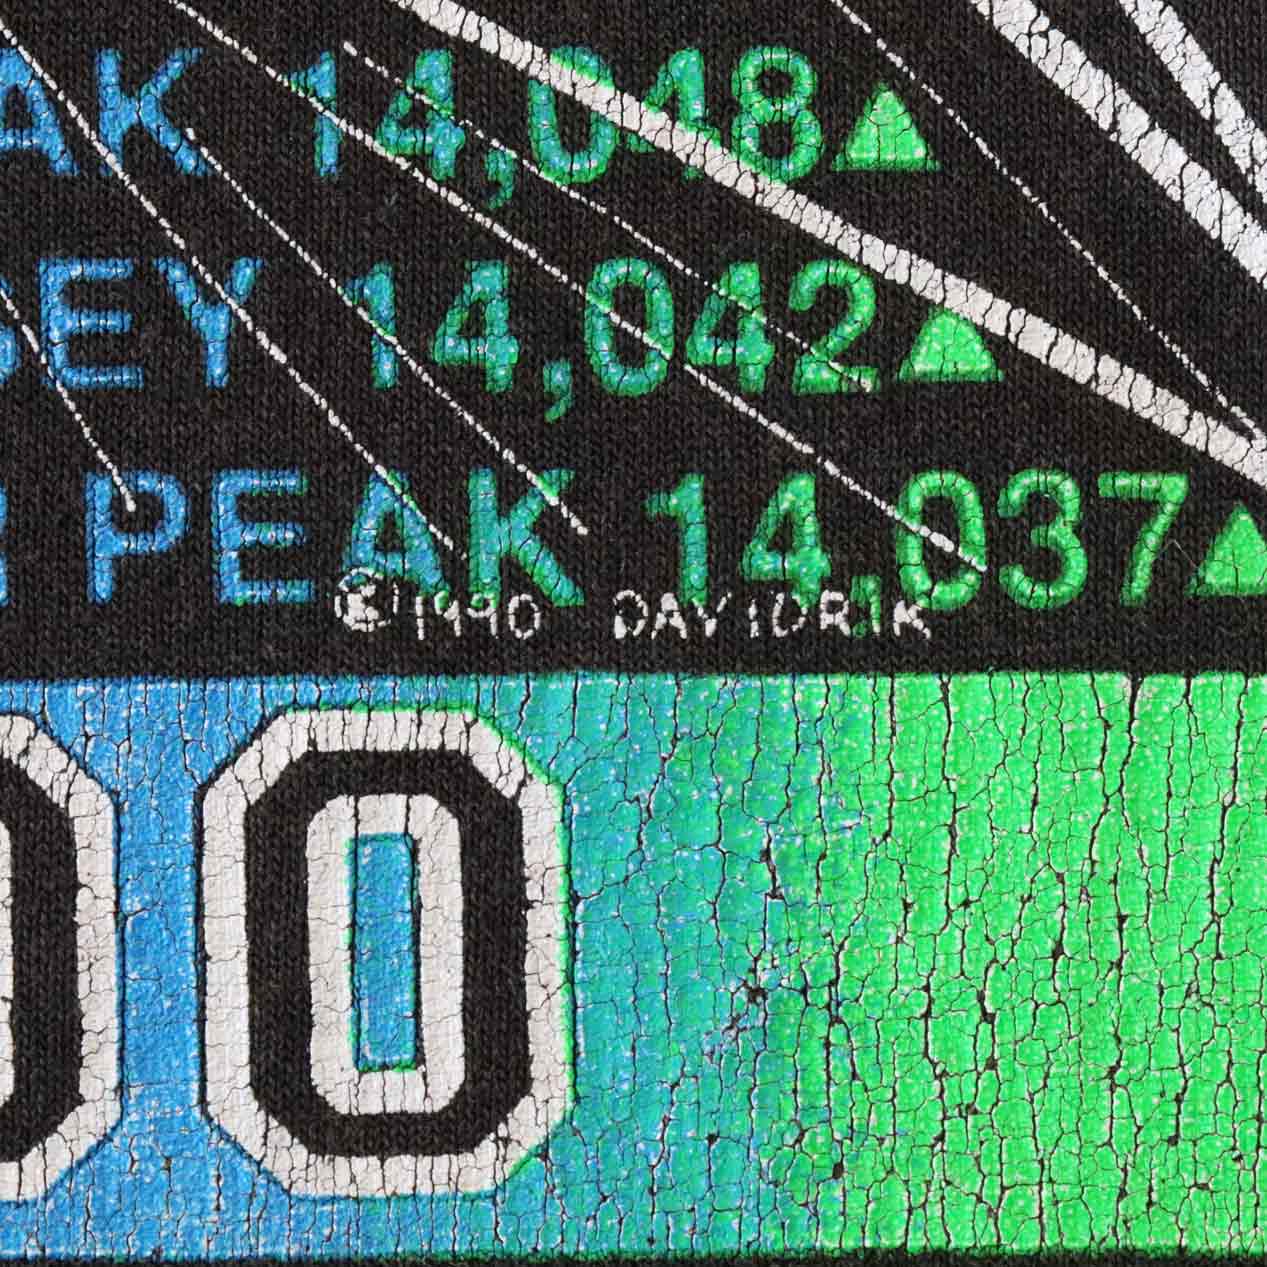 AK 14,048
SEY 14,042
PEAK 14,037
©1990 DAVIDRIK
00